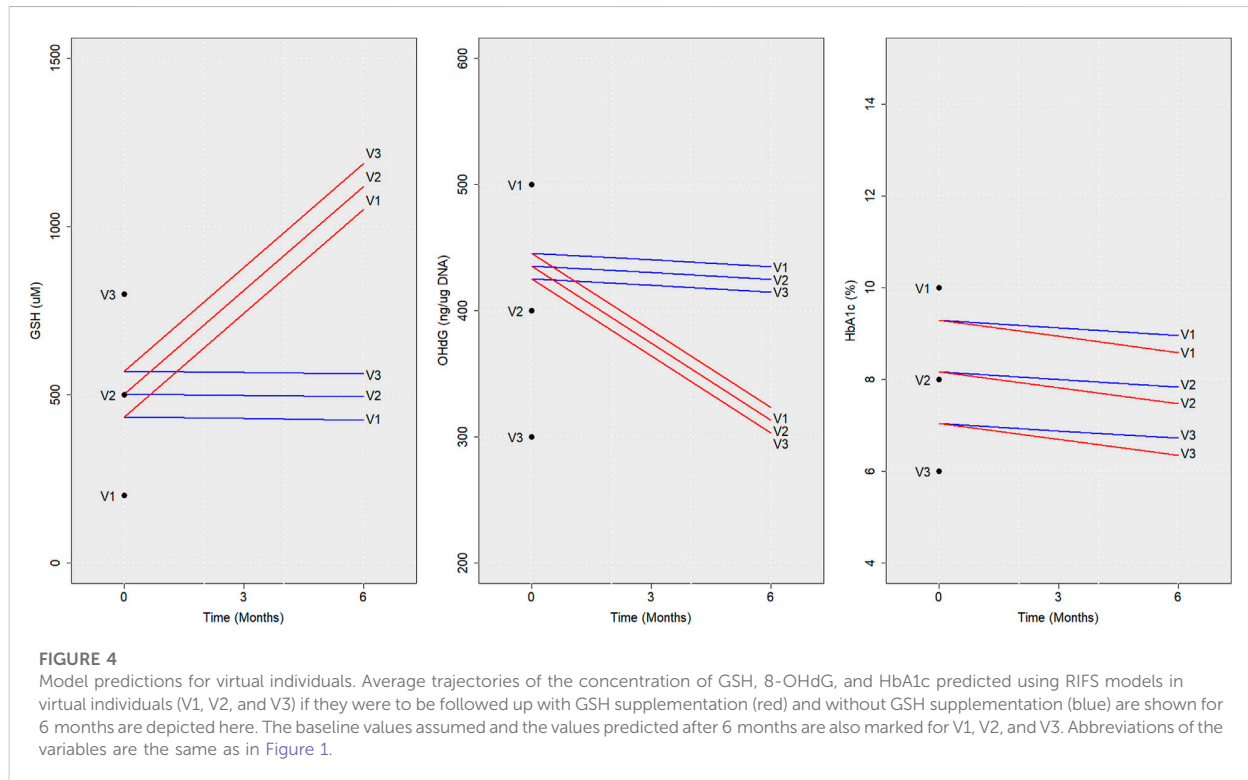 1500
1000
500
0
GSH (uM)
V3
V2
V1
V3
V2
V1
V3
V2
V1
0
3
6
Time (Months)
600
500
400
300
200
OHdG (ng/ug DNA)
V1
V2
V3
V1
V2
V3
V1
V2
V3
0
3
6
Time (Months)
14
12
10
8
6
4
HbA1c (%)
V1
V2
V3
V1
V1
V2
V2
V3
V3
0
3
6
Time (Months)
FIGURE 4
Model predictions for virtual individuals. Average trajectories of the concentration of GSH, 8-OHdG, and HbA1c predicted using RIFS models in
virtual individuals (V1, V2, and V3) if they were to be followed up with GSH supplementation (red) and without GSH supplementation (blue) are shown for
6 months are depicted here. The baseline values assumed and the values predicted after 6 months are also marked for V1, V2, and V3. Abbreviations of the
variables are the same as in Figure 1.